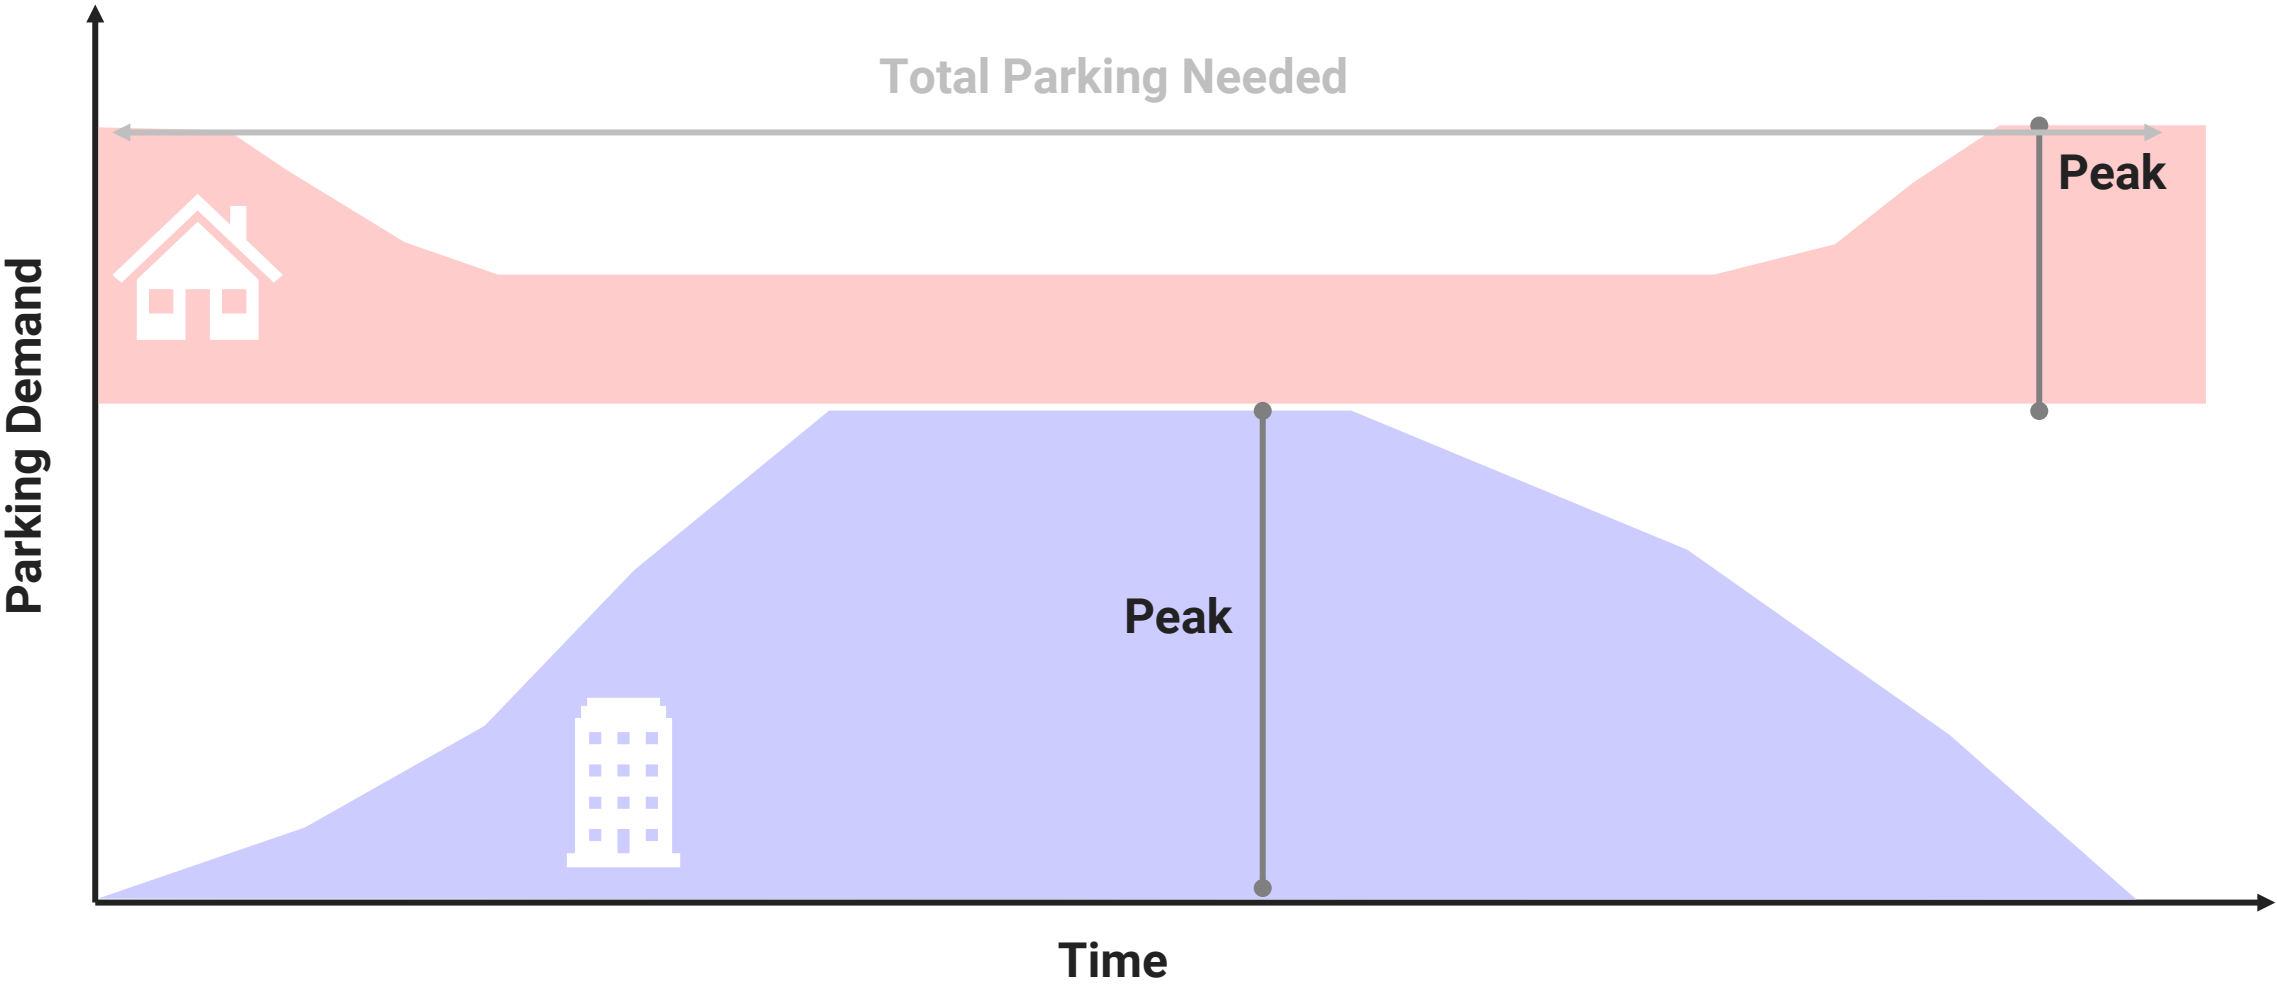 Total Parking Needed
Peak
Parking Demand
Peak
Time